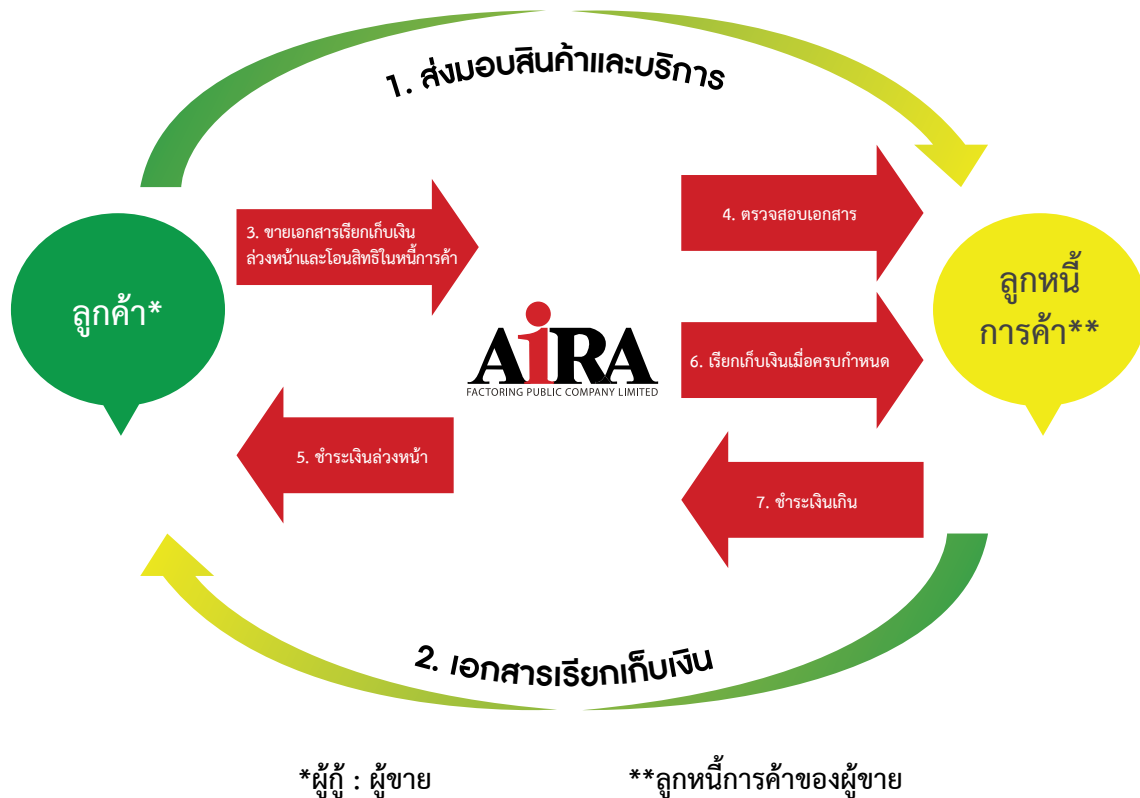 1. ส่งมอบสินค้าและบริการ
3. ขายเอกสารเรียกเก็บเงิน
ล่วงหน้าและโอนสิทธิในหนี้การค้า
4. ตรวจสอบเอกสาร
ลูกค้า*
ลูกหนี้
การค้า**
AiRA
FACTORING PUBLIC COMPANY LIMITED
6. เรียกเก็บเงินเมื่อครบกำหนด
5. ชำระเงินล่วงหน้า
7. ชำระเงินเกิน
2. เอกสารเรียกเก็บเงิน
*ผู้กู้ : ผู้ขาย
**ลูกหนี้การค้าของผู้ขาย